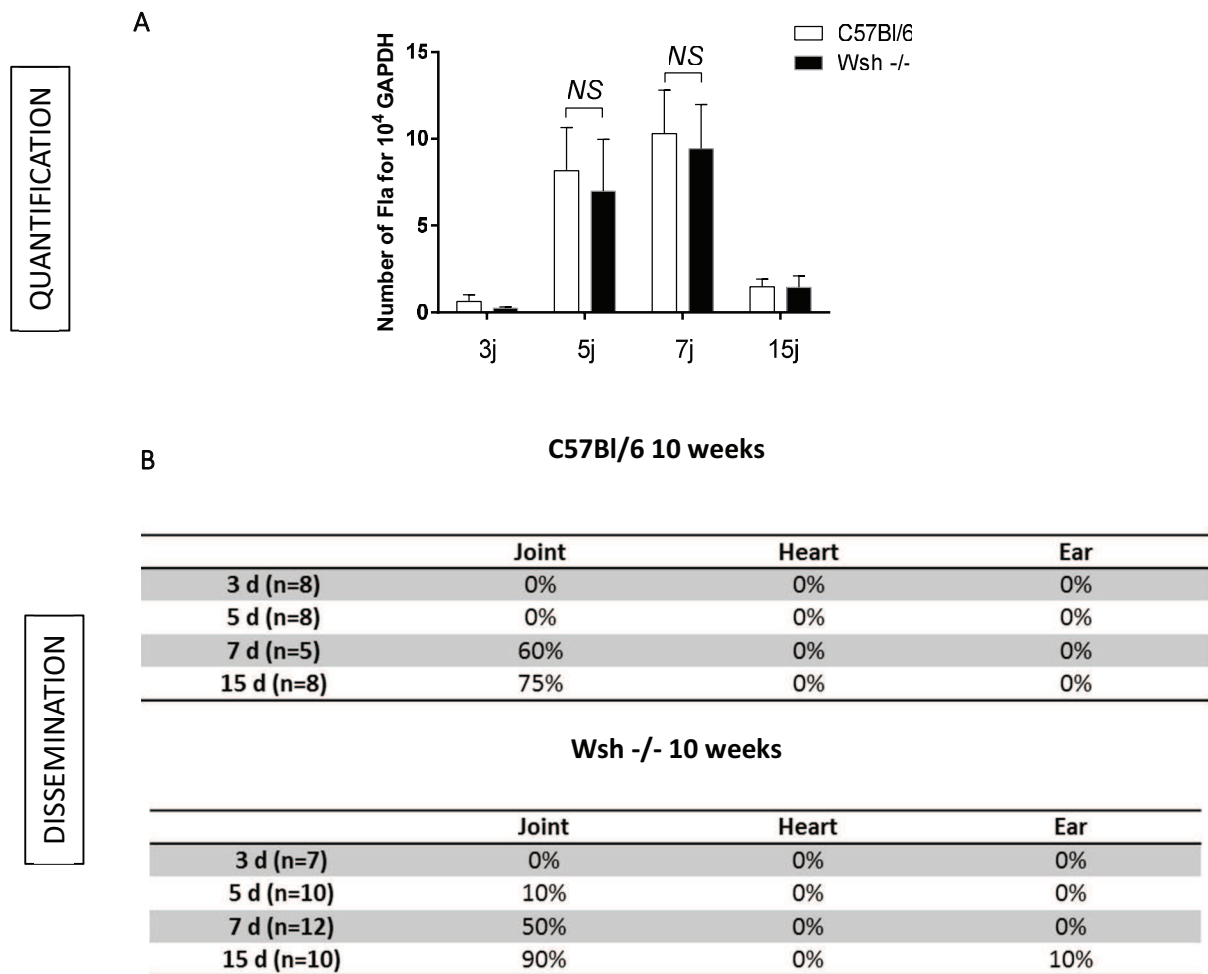 A
QUANTIFICATION
C57Bl/6
Wsh -/-
Number of Fla for 10⁴ GAPDH
15
10
5
0
NS
NS
3j 5j 7j 15j
B
C57Bl/6 10 weeks
DISSEMINATION
Joint Heart Ear
3 d (n=8) 0% 0% 0%
5 d (n=8) 0% 0% 0%
7 d (n=5) 60% 0% 0%
15 d (n=8) 75% 0% 0%
Wsh -/- 10 weeks
Joint Heart Ear
3 d (n=7) 0% 0% 0%
5 d (n=10) 10% 0% 0%
7 d (n=12) 50% 0% 0%
15 d (n=10) 90% 0% 10%